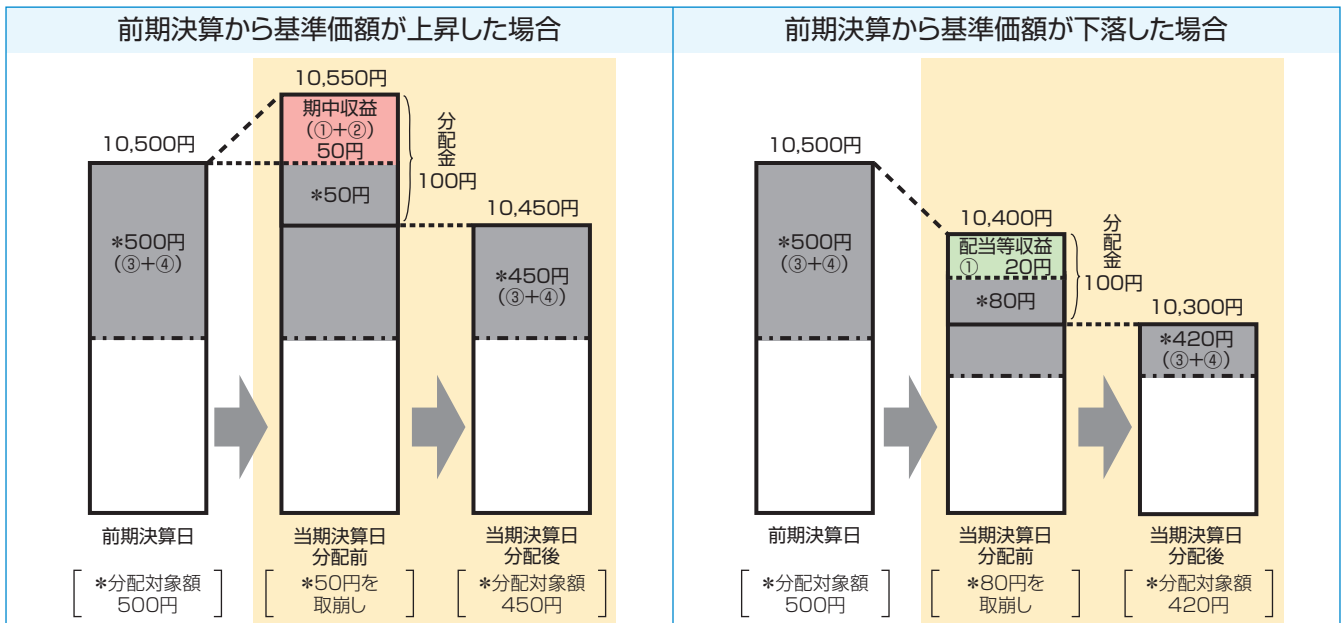 前期決算から基準価額が上昇した場合
10,500円
*500円
(③+④)
10,550円
期中収益
(①+②)
50円
*50円
分配金
100円
10,450円
*450円
(③+④)
前期決算日
当期決算日
分配前
当期決算日
分配後
*分配対象額
500円
*50円を
取崩し
*分配対象額
450円
前期決算から基準価額が下落した場合
10,500円
*500円
(③+④)
10,400円
配当等収益
① 20円
*80円
分配金
100円
10,300円
*420円
(③+④)
前期決算日
当期決算日
分配前
当期決算日
分配後
*分配対象額
500円
*80円を
取崩し
*分配対象額
420円